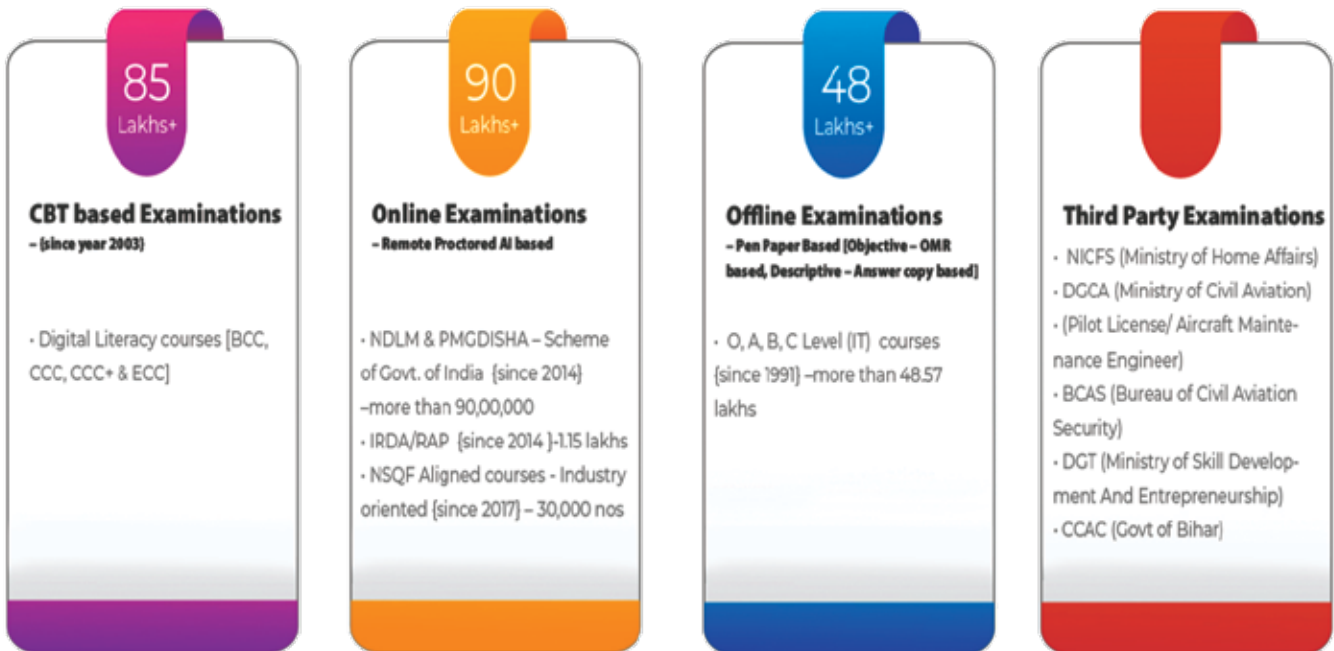 85
Lakhs+
CBT based Examinations
– {since year 2003}
· Digital Literacy courses [BCC,
CCC, CCC+ & ECC]
90
Lakhs+
Online Examinations
– Remote Proctored AI based
· NDLM & PMGDISHA – Scheme
of Govt. of India {since 2014}
–more than 90,00,000
· IRDA/RAP {since 2014 }-1.15 lakhs
· NSQF Aligned courses - Industry
oriented {since 2017} – 30,000 nos
48
Lakhs+
Offline Examinations
– Pen Paper Based [Objective – OMR
based, Descriptive – Answer copy based]
· O, A, B, C Level (IT) courses
{since 1991} –more than 48.57
lakhs
Third Party Examinations
· NICFS (Ministry of Home Affairs)
· DGCA (Ministry of Civil Aviation)
· (Pilot License/ Aircraft Mainte-
nance Engineer)
· BCAS (Bureau of Civil Aviation
Security)
· DGT (Ministry of Skill Develop-
ment And Entrepreneurship)
· CCAC (Govt of Bihar)